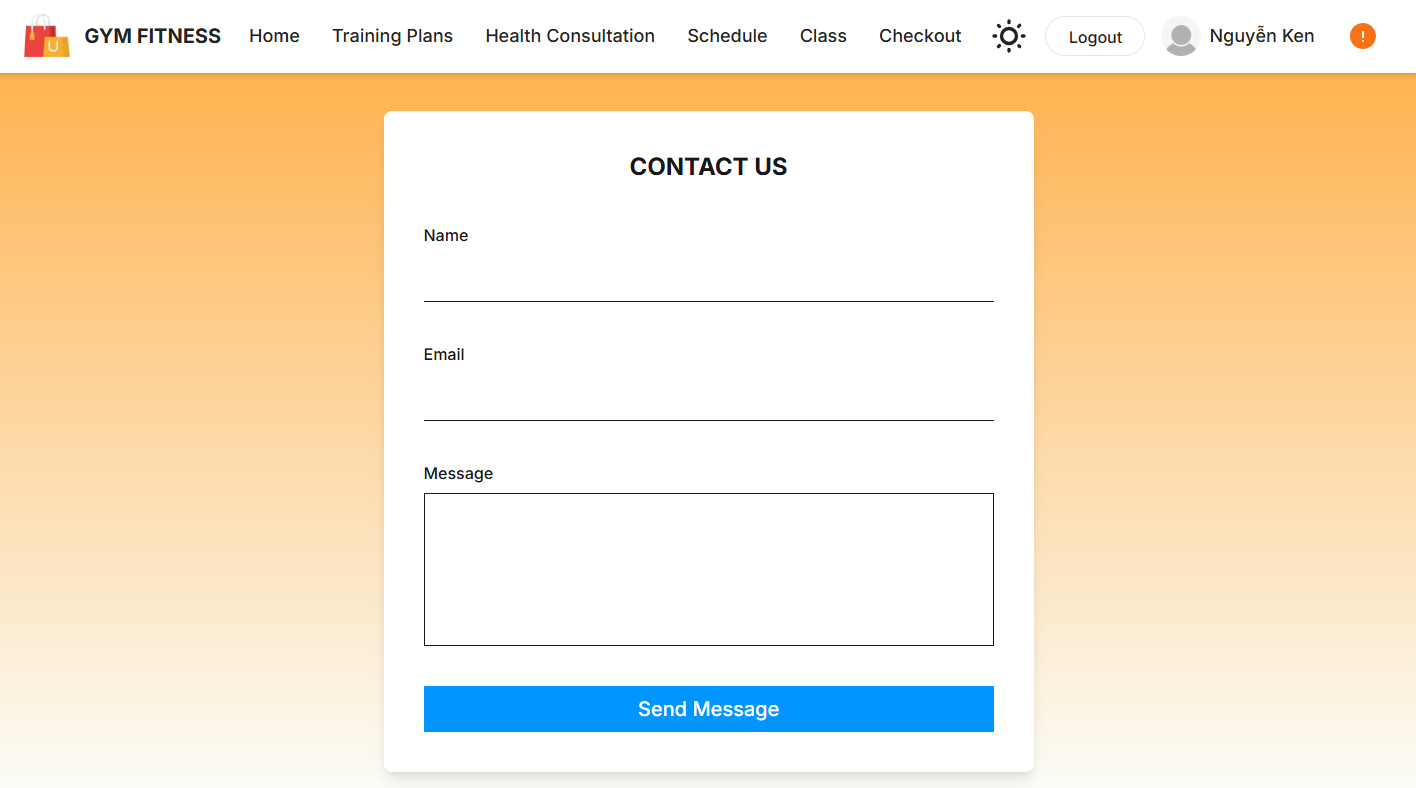 GYM FITNESS Home Training Plans Health Consultation Schedule Class Checkout Logout Nguyễn Ken !
CONTACT US
Name
Email
Message
Send Message